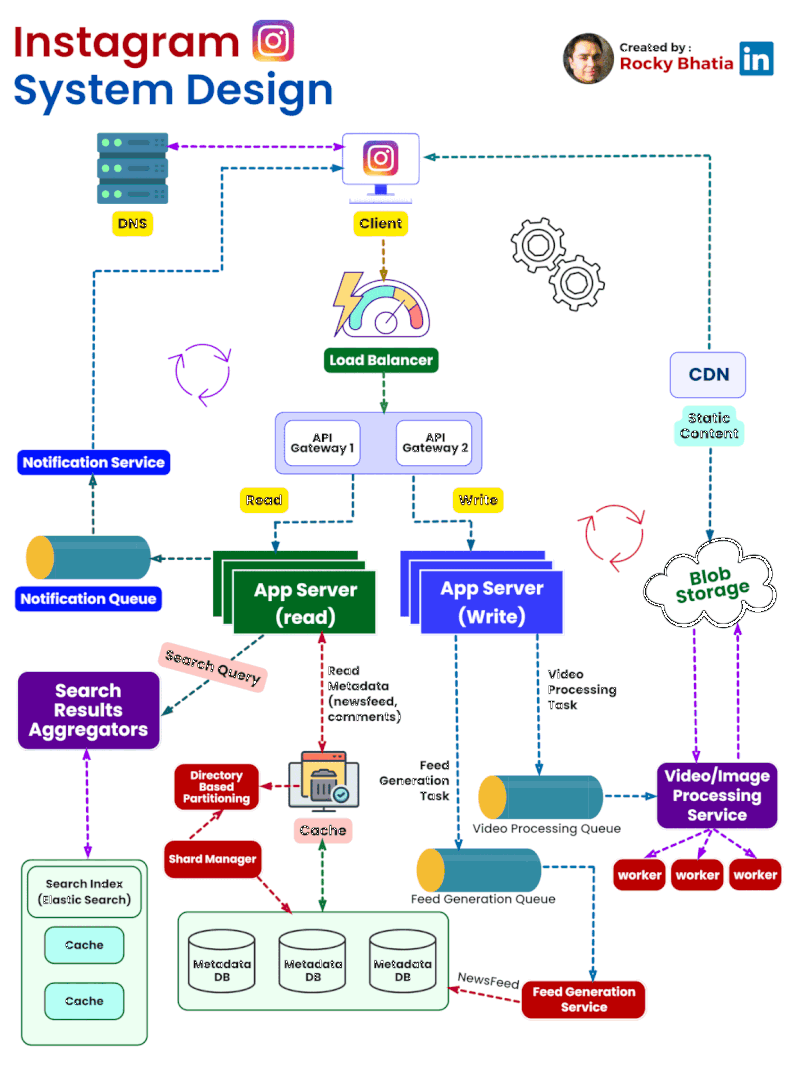 Instagram
System Design
Created by :
Rocky Bhatia
in
DNS
Client
Load Balancer
CDN
Static
Content
API
Gateway 1
API
Gateway 2
Notification Service
Read
Write
Notification Queue
App Server
(read)
App Server
(Write)
Blob
Storage
Search Query
Read
Metadata
(newsfeed,
comments)
Video
Processing
Task
Search
Results
Aggregators
Feed
Generation
Task
Directory
Based
Partitioning
Video/Image
Processing
Service
Cache
Video Processing Queue
Shard Manager
worker
worker
worker
Search Index
(Elastic Search)
Feed Generation Queue
Cache
Cache
Metadata
DB
Metadata
DB
Metadata
DB
NewsFeed
Feed Generation
Service